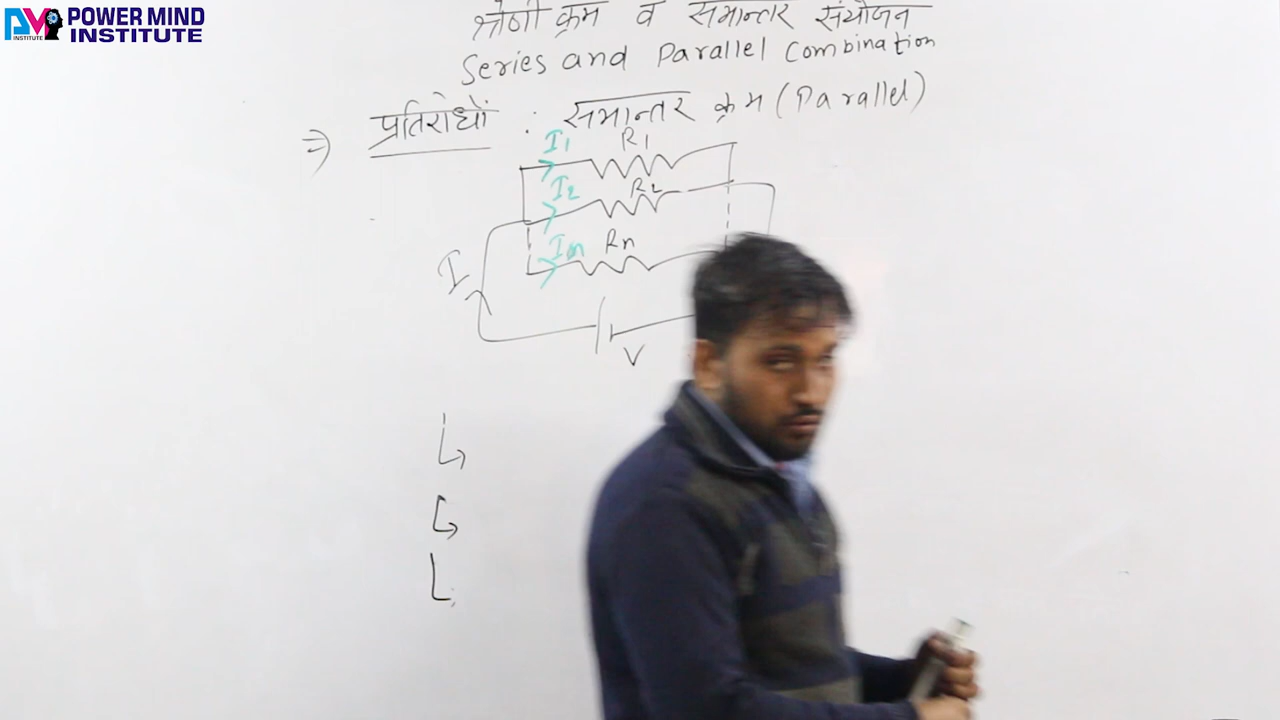 POWER MIND
INSTITUTE
INSTITUTE
श्रेणी क्रम व समान्तर संयोजन
Series and Parallel Combination
⇒ प्रतिरोधों : समान्तर क्रम (Parallel)
I1 R1
I2 R2
In Rn
I
V